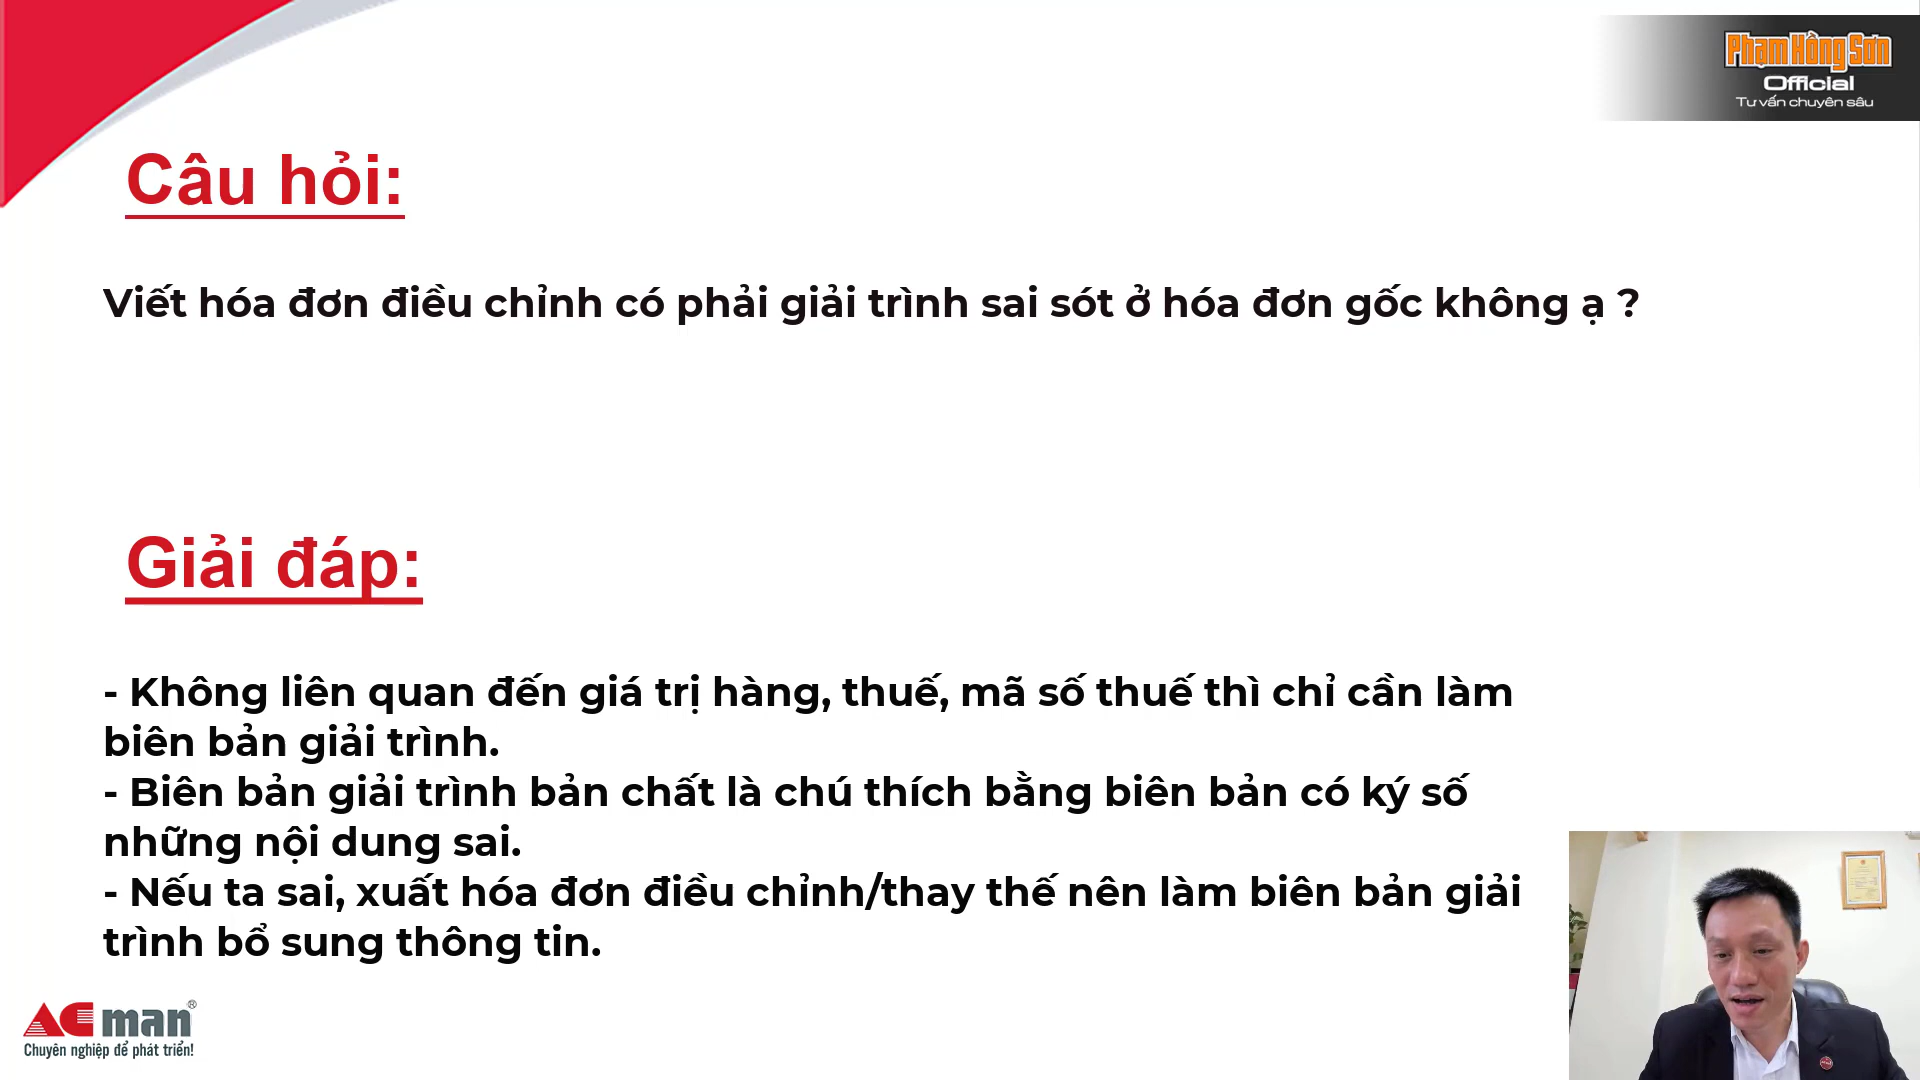 Phạm Hồng Sơn
Official
Tư vấn chuyên sâu
Câu hỏi:
Viết hóa đơn điều chỉnh có phải giải trình sai sót ở hóa đơn gốc không ạ ?
Giải đáp:
- Không liên quan đến giá trị hàng, thuế, mã số thuế thì chỉ cần làm
biên bản giải trình.
- Biên bản giải trình bản chất là chú thích bằng biên bản có ký số
những nội dung sai.
- Nếu ta sai, xuất hóa đơn điều chỉnh/thay thế nên làm biên bản giải
trình bổ sung thông tin.
ACman®
Chuyên nghiệp để phát triển!